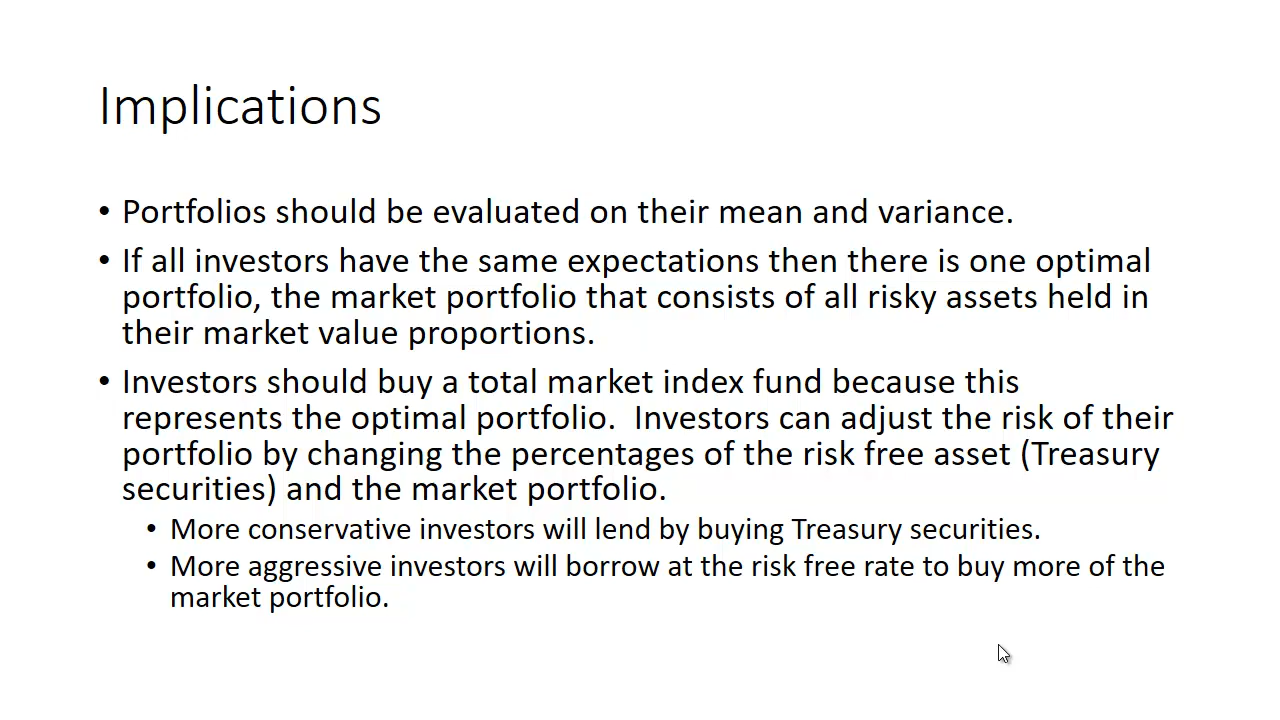 Implications
• Portfolios should be evaluated on their mean and variance.
• If all investors have the same expectations then there is one optimal
portfolio, the market portfolio that consists of all risky assets held in
their market value proportions.
• Investors should buy a total market index fund because this
represents the optimal portfolio.  Investors can adjust the risk of their
portfolio by changing the percentages of the risk free asset (Treasury
securities) and the market portfolio.
• More conservative investors will lend by buying Treasury securities.
• More aggressive investors will borrow at the risk free rate to buy more of the
market portfolio.